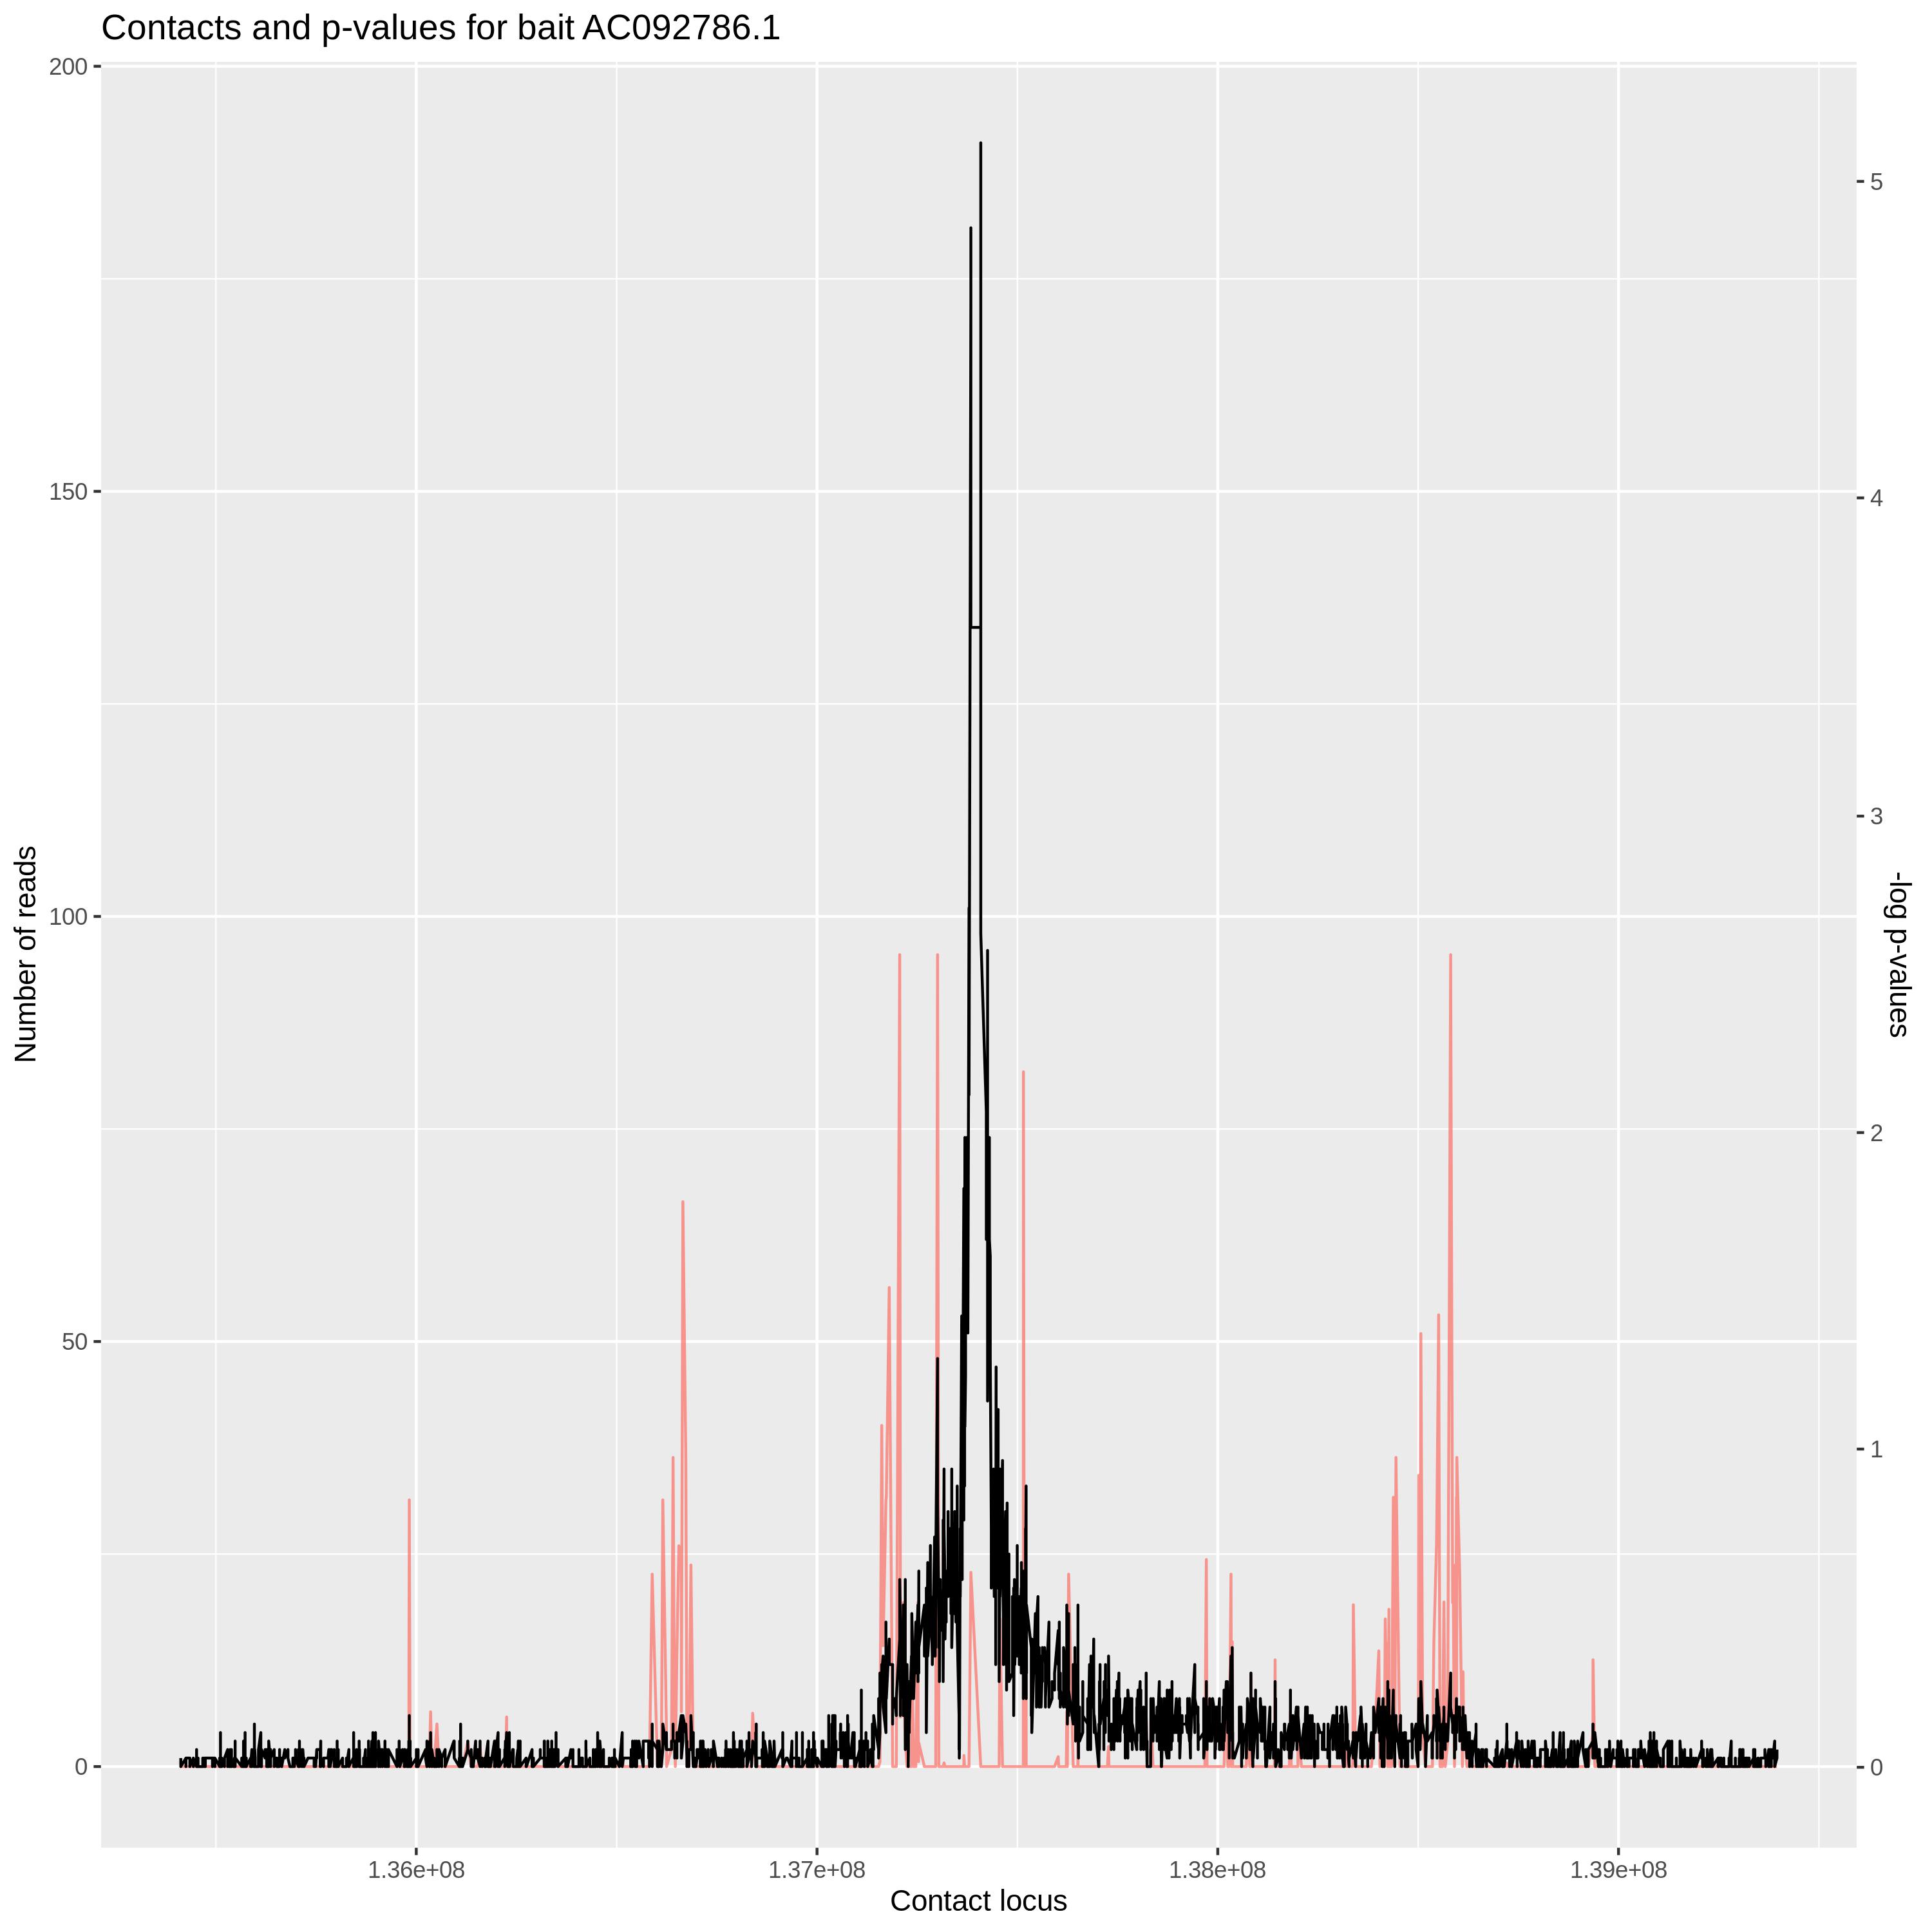 Contacts and p-values for bait AC092786.1
200
150
100
50
0
Number of reads
5
4
3
2
1
0
-log p-values
1.36e+08 1.37e+08 1.38e+08 1.39e+08
Contact locus